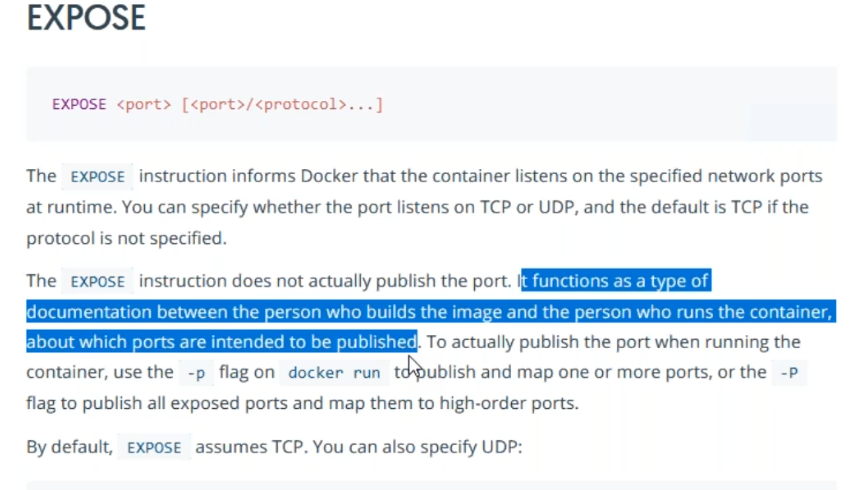 EXPOSE
EXPOSE <port> [<port>/<protocol>...]
The EXPOSE instruction informs Docker that the container listens on the specified network ports
at runtime. You can specify whether the port listens on TCP or UDP, and the default is TCP if the
protocol is not specified.
The EXPOSE instruction does not actually publish the port. It functions as a type of
documentation between the person who builds the image and the person who runs the container,
about which ports are intended to be published. To actually publish the port when running the
container, use the -p flag on docker run to publish and map one or more ports, or the -P
flag to publish all exposed ports and map them to high-order ports.
By default, EXPOSE assumes TCP. You can also specify UDP: